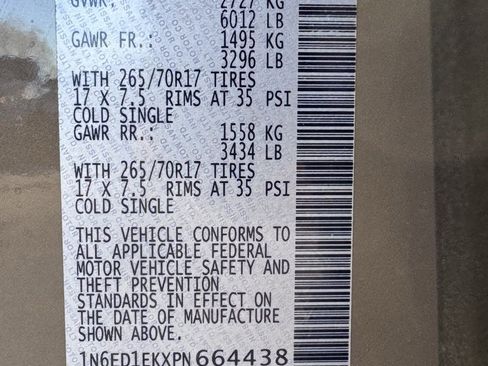 GVWR: 2727 KG
6012 LB
GAWR FR.: 1495 KG
3296 LB
WITH 265/70R17 TIRES
17 X 7.5 RIMS AT 35 PSI
COLD SINGLE
GAWR RR.: 1558 KG
3434 LB
WITH 265/70R17 TIRES
17 X 7.5 RIMS AT 35 PSI
COLD SINGLE
THIS VEHICLE CONFORMS TO
ALL APPLICABLE FEDERAL
MOTOR VEHICLE SAFETY AND
THEFT PREVENTION
STANDARDS IN EFFECT ON
THE DATE OF MANUFACTURE
SHOWN ABOVE.
1N6ED1EKXPN664438